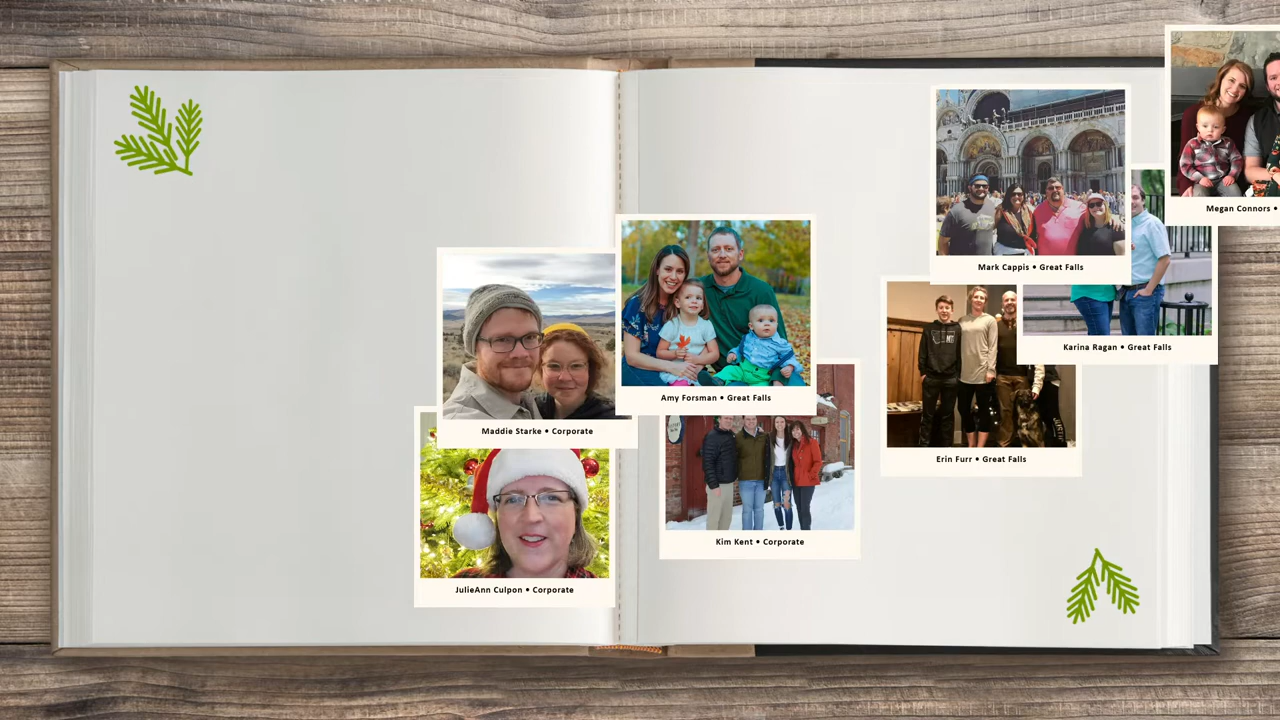 Megan Connors •
Mark Cappis • Great Falls
Karina Ragan • Great Falls
Amy Forsman • Great Falls
Maddie Starke • Corporate
Erin Furr • Great Falls
Kim Kent • Corporate
JulieAnn Culpon • Corporate